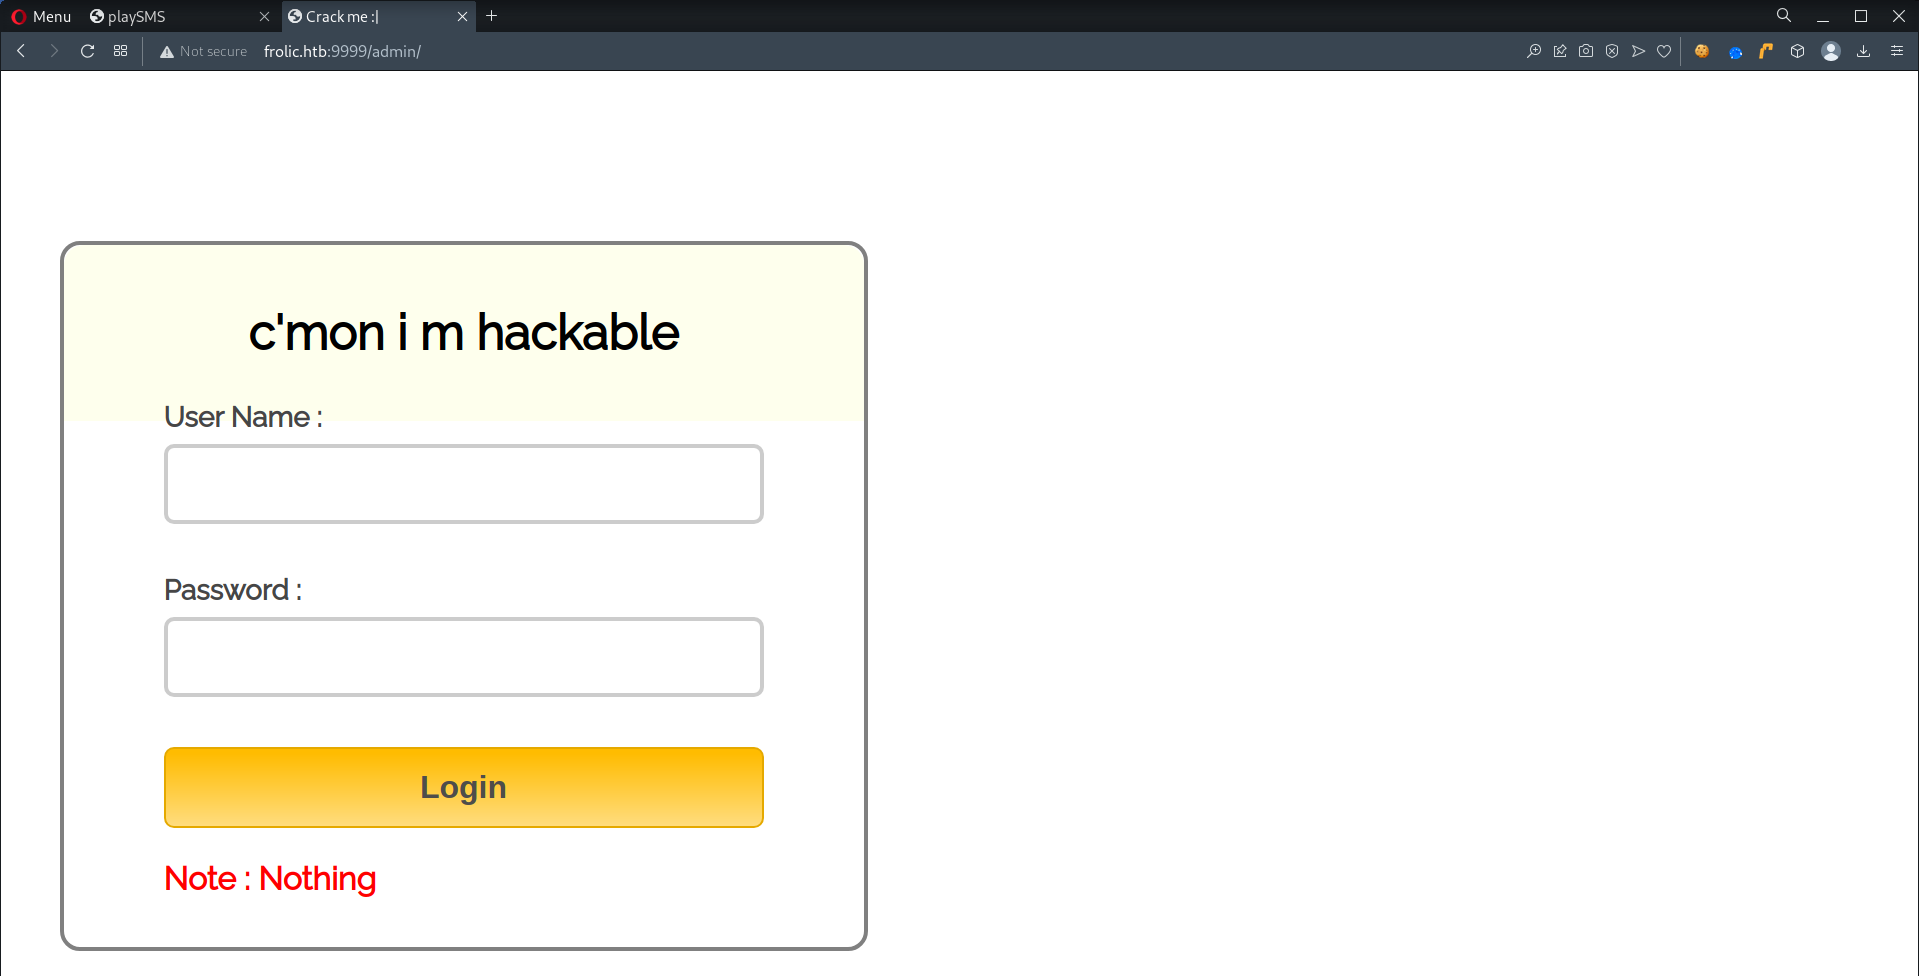 Menu playSMS Crack me :|
Not secure frolic.htb:9999/admin/
c'mon i m hackable
User Name :
Password :
Login
Note : Nothing